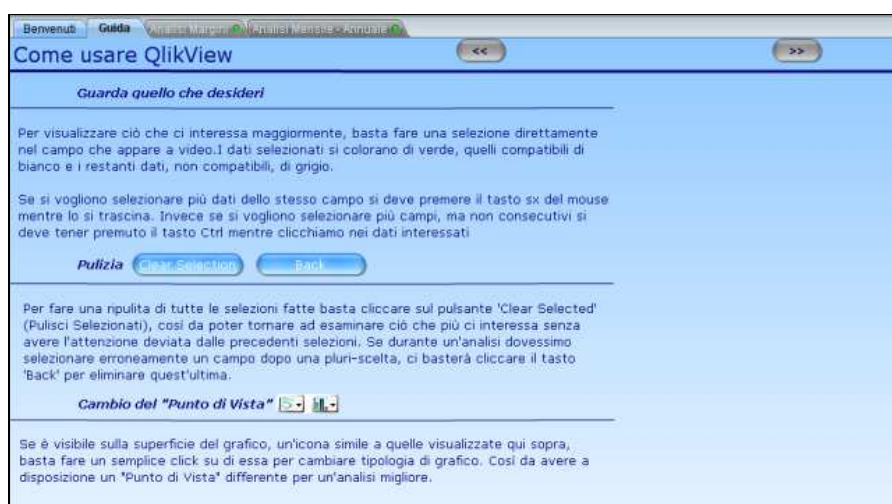 Benvenuti Guida Analisi Margini Analisi Mensile - Annuale
Come usare QlikView << >>
Guarda quello che desideri
Per visualizzare ciò che ci interessa maggiormente, basta fare una selezione direttamente
nel campo che appare a video.I dati selezionati si colorano di verde, quelli compatibili di
bianco e i restanti dati, non compatibili, di grigio.
Se si vogliono selezionare più dati dello stesso campo si deve premere il tasto sx del mouse
mentre lo si trascina. Invece se si vogliono selezionare più campi, ma non consecutivi si
deve tener premuto il tasto Ctrl mentre clicchiamo nei dati interessati
Pulizia Clear Selection Back
Per fare una ripulita di tutte le selezioni fatte basta cliccare sul pulsante 'Clear Selected'
(Pulisci Selezionati), così da poter tornare ad esaminare ciò che più ci interessa senza
avere l'attenzione deviata dalle precedenti selezioni. Se durante un'analisi dovessimo
selezionare erroneamente un campo dopo una pluri-scelta, ci basterà cliccare il tasto
'Back' per eliminare quest'ultima.
Cambio del "Punto di Vista"
Se è visibile sulla superficie del grafico, un'icona simile a quelle visualizzate qui sopra,
basta fare un semplice click su di essa per cambiare tipologia di grafico. Così da avere a
disposizione un "Punto di Vista" differente per un'analisi migliore.